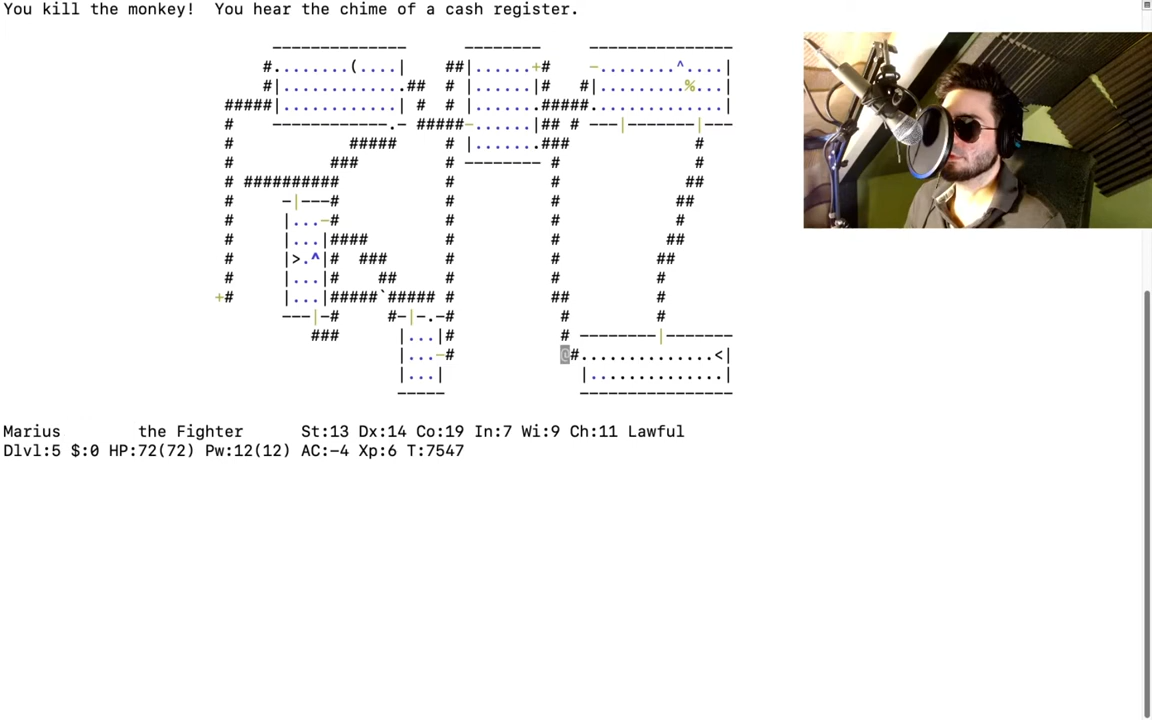 You kill the monkey!  You hear the chime of a cash register.
Marius         the Fighter       St:13 Dx:14 Co:19 In:7 Wi:9 Ch:11 Lawful
Dlvl:5 $:0 HP:72(72) Pw:12(12) AC:-4 Xp:6 T:7547